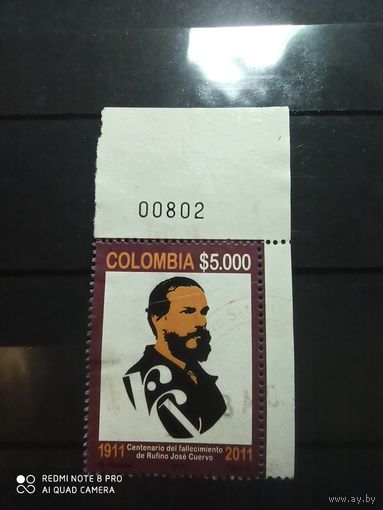 00802
COLOMBIA $5.000
1911 Centenario del fallecimiento 2011
de Rufino José Cuervo
REDMI NOTE 8 PRO
AI QUAD CAMERA
www.ay.by